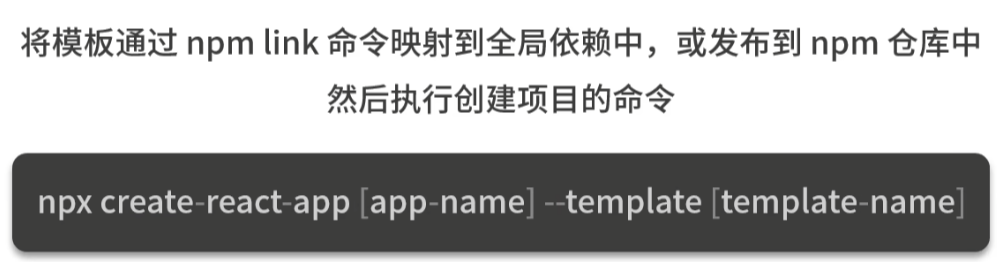 将模板通过 npm link 命令映射到全局依赖中，或发布到 npm 仓库中
然后执行创建项目的命令
npx create-react-app [app-name] --template [template-name]